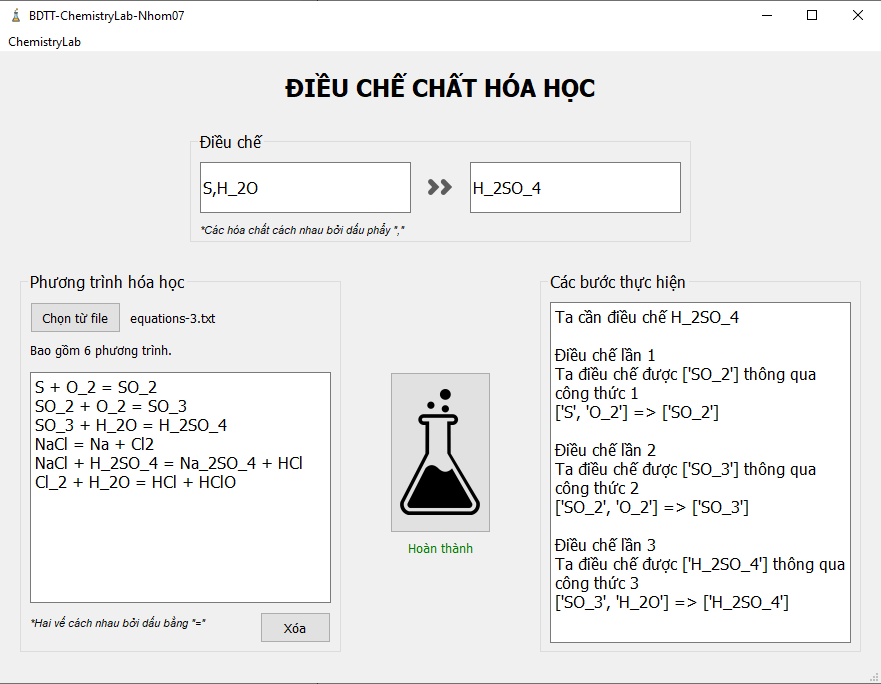 BDTT-ChemistryLab-Nhom07
ChemistryLab
ĐIỀU CHẾ CHẤT HÓA HỌC
Điều chế
S,H_2O
H_2SO_4
*Các hóa chất cách nhau bởi dấu phẩy ","
Phương trình hóa học
Chọn từ file
equations-3.txt
Bao gồm 6 phương trình.
S + O_2 = SO_2
SO_2 + O_2 = SO_3
SO_3 + H_2O = H_2SO_4
NaCl = Na + Cl2
NaCl + H_2SO_4 = Na_2SO_4 + HCl
Cl_2 + H_2O = HCl + HClO
*Hai vế cách nhau bởi dấu bằng "="
Xóa
Hoàn thành
Các bước thực hiện
Ta cần điều chế H_2SO_4
Điều chế lần 1
Ta điều chế được ['SO_2'] thông qua
công thức 1
['S', 'O_2'] => ['SO_2']
Điều chế lần 2
Ta điều chế được ['SO_3'] thông qua
công thức 2
['SO_2', 'O_2'] => ['SO_3']
Điều chế lần 3
Ta điều chế được ['H_2SO_4'] thông qua
công thức 3
['SO_3', 'H_2O'] => ['H_2SO_4']